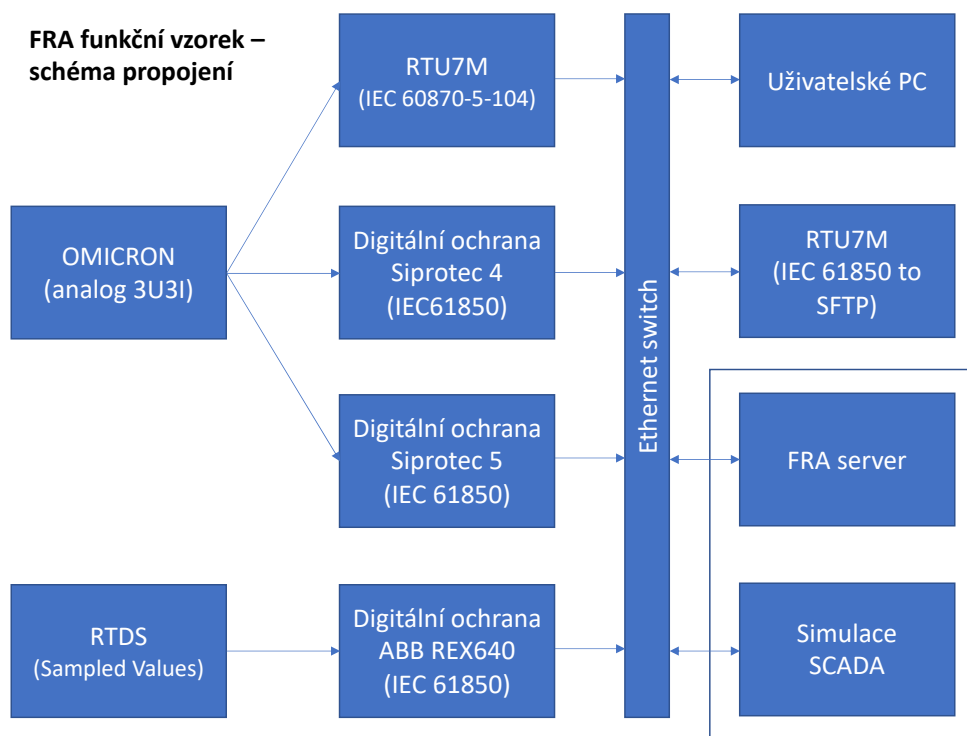 FRA funkční vzorek –
schéma propojení
RTU7M
(IEC 60870-5-104)
Uživatelské PC
OMICRON
(analog 3U3I)
Digitální ochrana
Siprotec 4
(IEC61850)
RTU7M
(IEC 61850 to
SFTP)
Ethernet switch
Digitální ochrana
Siprotec 5
(IEC 61850)
FRA server
RTDS
(Sampled Values)
Digitální ochrana
ABB REX640
(IEC 61850)
Simulace
SCADA